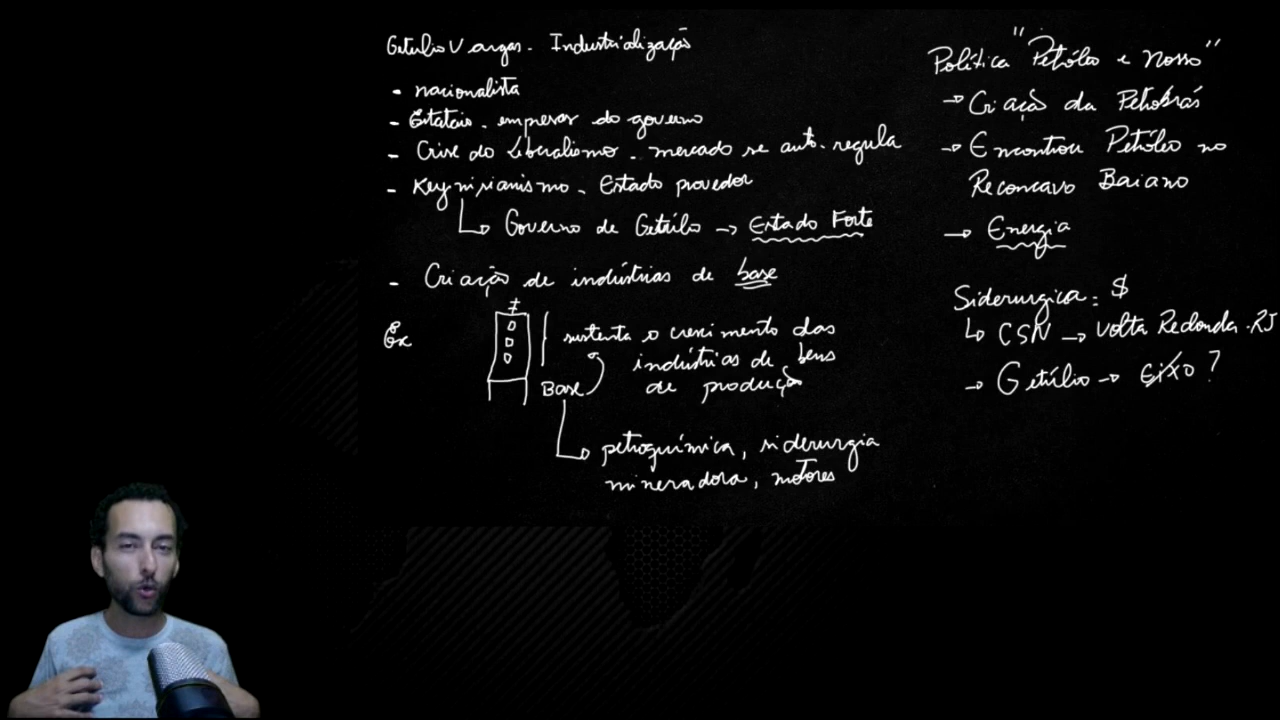 Getúlio Vargas - Industrialização
- nacionalista
- Estatais - empresas do governo
- Crise do Liberalismo - mercado se auto-regula
- Keynisianismo - Estado provedor
↳ Governo de Getúlio → Estado Forte
- Criação de indústrias de base
Ex
sustenta o crescimento das
indústrias de bens
de produção
Base
↳ petroquímica, siderurgia
mineradora, motores
Política "Petróleo é Nosso"
→ Criação da Petrobrás
→ Encontrou Petróleo no
Reconcavo Baiano
→ Energia
Siderurgica: $
↳ CSN → Volta Redonda-RJ
→ Getúlio → Eixo?